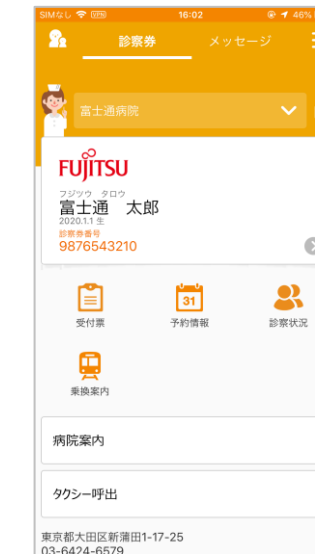 SIMなし VPN 16:02 46%
診察券 メッセージ
富士通病院
FUJITSU
フジツウ タロウ
富士通 太郎
2020.1.1 生
診察券番号
9876543210
31
受付票 予約情報 診察状況
乗換案内
病院案内
タクシー呼出
東京都大田区新蒲田1-17-25
03-6424-6579